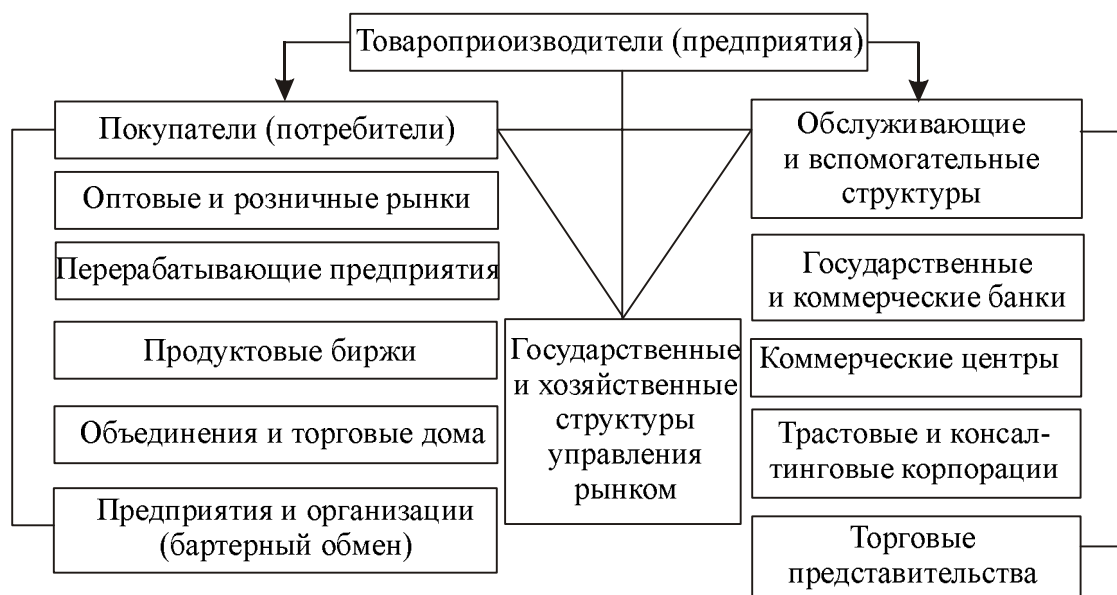 Товароприоизводители (предприятия)
Покупатели (потребители)
Оптовые и розничные рынки
Перерабатывающие предприятия
Продуктовые биржи
Объединения и торговые дома
Предприятия и организации
(бартерный обмен)
Государственные
и хозяйственные
структуры
управления
рынком
Обслуживающие
и вспомогательные
структуры
Государственные
и коммерческие банки
Коммерческие центры
Трастовые и консал-
тинговые корпорации
Торговые
представительства